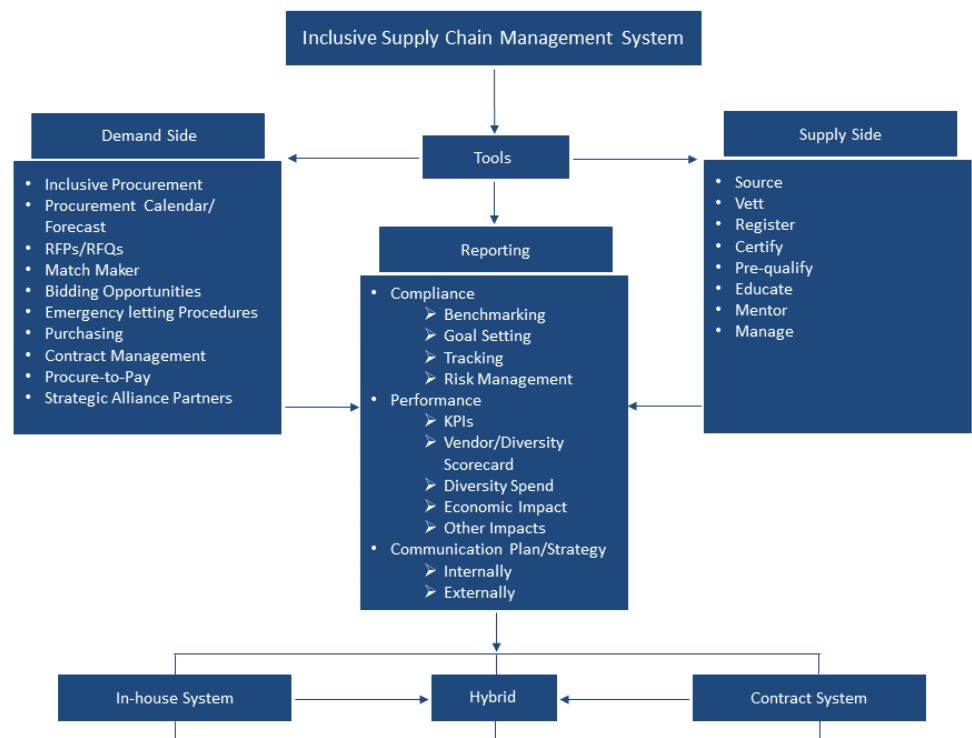 Inclusive Supply Chain Management System
Demand Side
Tools
Supply Side
• Inclusive Procurement
• Procurement Calendar/
Forecast
• RFPs/RFQs
• Match Maker
• Bidding Opportunities
• Emergency letting Procedures
• Purchasing
• Contract Management
• Procure-to-Pay
• Strategic Alliance Partners
• Source
• Vett
• Register
• Certify
• Pre-qualify
• Educate
• Mentor
• Manage
Reporting
• Compliance
➢ Benchmarking
➢ Goal Setting
➢ Tracking
➢ Risk Management
• Performance
➢ KPIs
➢ Vendor/Diversity
Scorecard
➢ Diversity Spend
➢ Economic Impact
➢ Other Impacts
• Communication Plan/Strategy
➢ Internally
➢ Externally
In-house System
Hybrid
Contract System